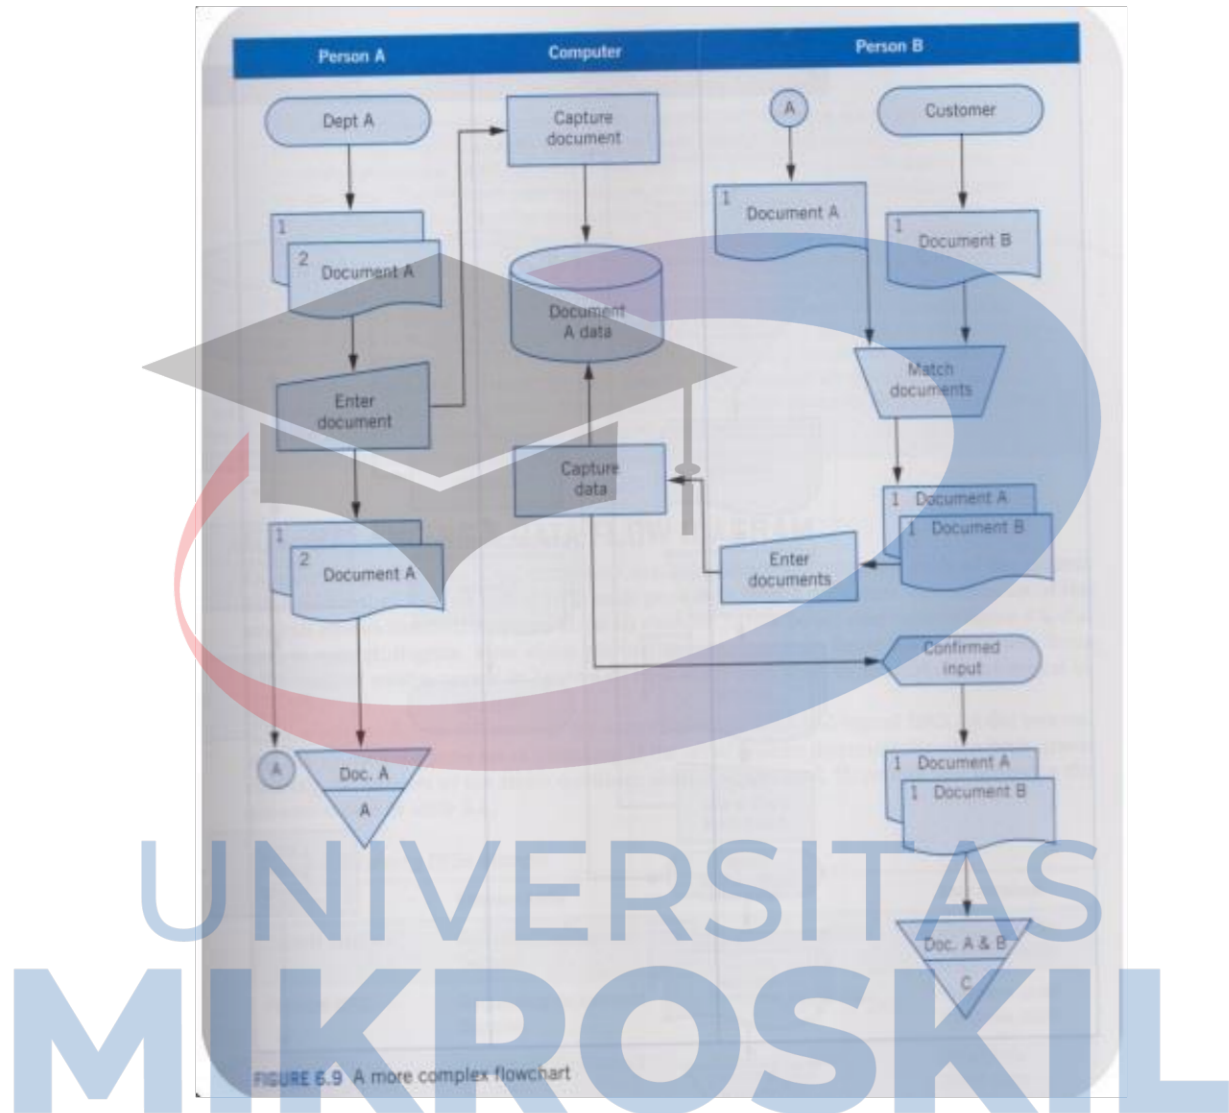 Person A
Computer
Person B
Dept A
Capture
document
A
Customer
1
2 Document A
1
Document A
1
Document B
Document
A data
Match
documents
Enter
document
Capture
data
1 Document A
1 Document B
1
2
Document A
Enter
documents
Confirmed
input
A
Doc. A
A
1 Document A
1 Document B
Doc. A & B
C
UNIVERSITAS
MIKROSKIL
FIGURE 6.9 A more complex flowchart